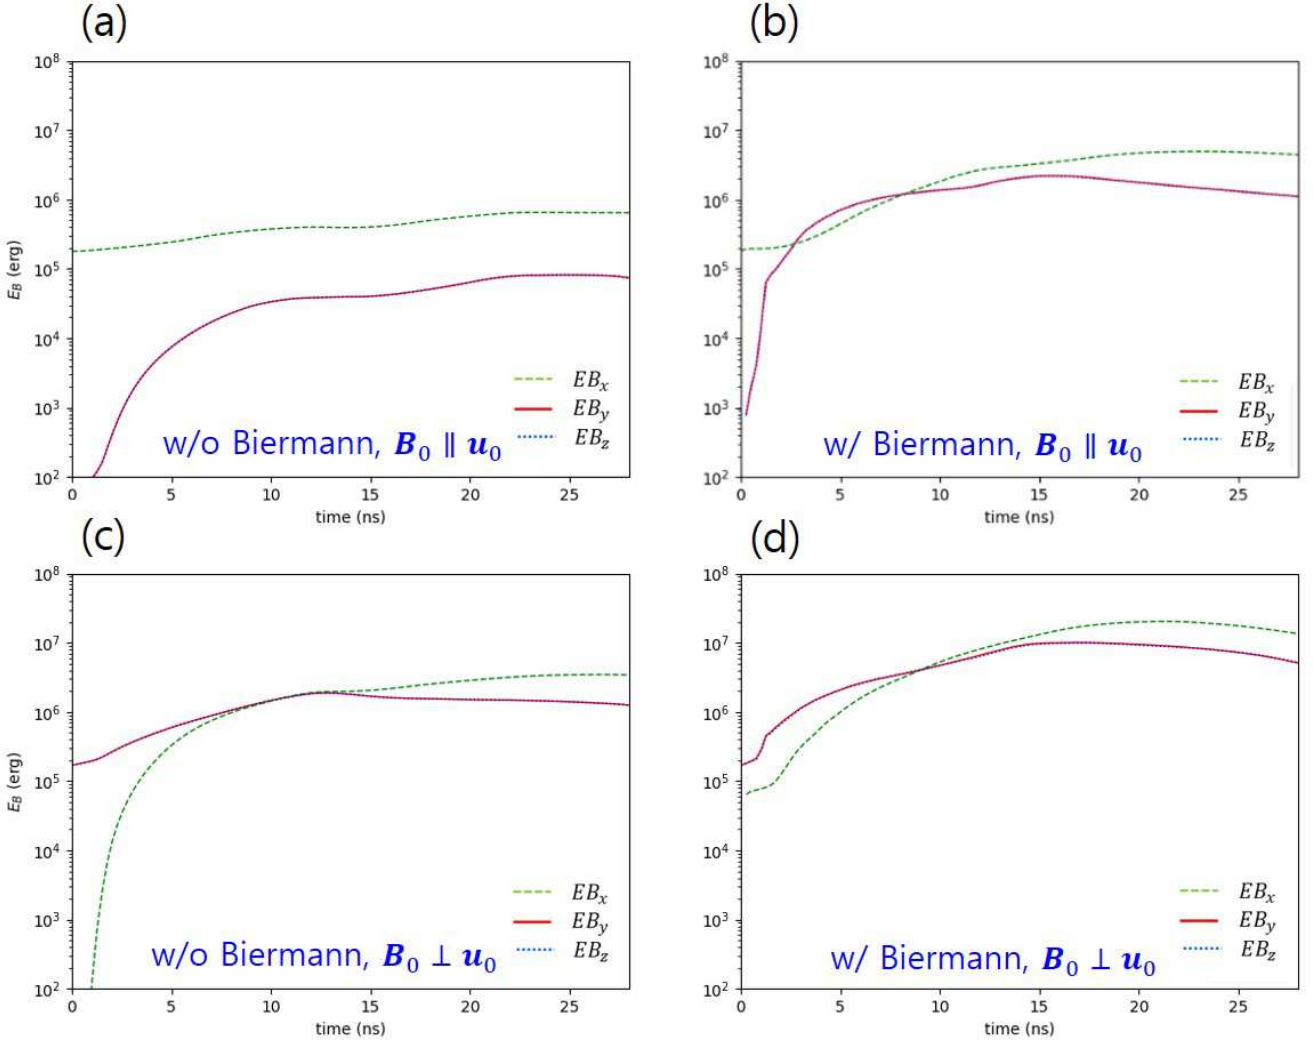 (a)
10^8
10^7
10^6
10^5
10^4
10^3
10^2
E_B (erg)
EB_x
EB_y
EB_z
w/o Biermann, B_0 ∥ u_0
0 5 10 15 20 25
time (ns)
(b)
10^8
10^7
10^6
10^5
10^4
10^3
10^2
EB_x
EB_y
EB_z
w/ Biermann, B_0 ∥ u_0
0 5 10 15 20 25
time (ns)
(c)
10^8
10^7
10^6
10^5
10^4
10^3
10^2
E_B (erg)
EB_x
EB_y
EB_z
w/o Biermann, B_0 ⊥ u_0
0 5 10 15 20 25
time (ns)
(d)
10^8
10^7
10^6
10^5
10^4
10^3
10^2
EB_x
EB_y
EB_z
w/ Biermann, B_0 ⊥ u_0
0 5 10 15 20 25
time (ns)